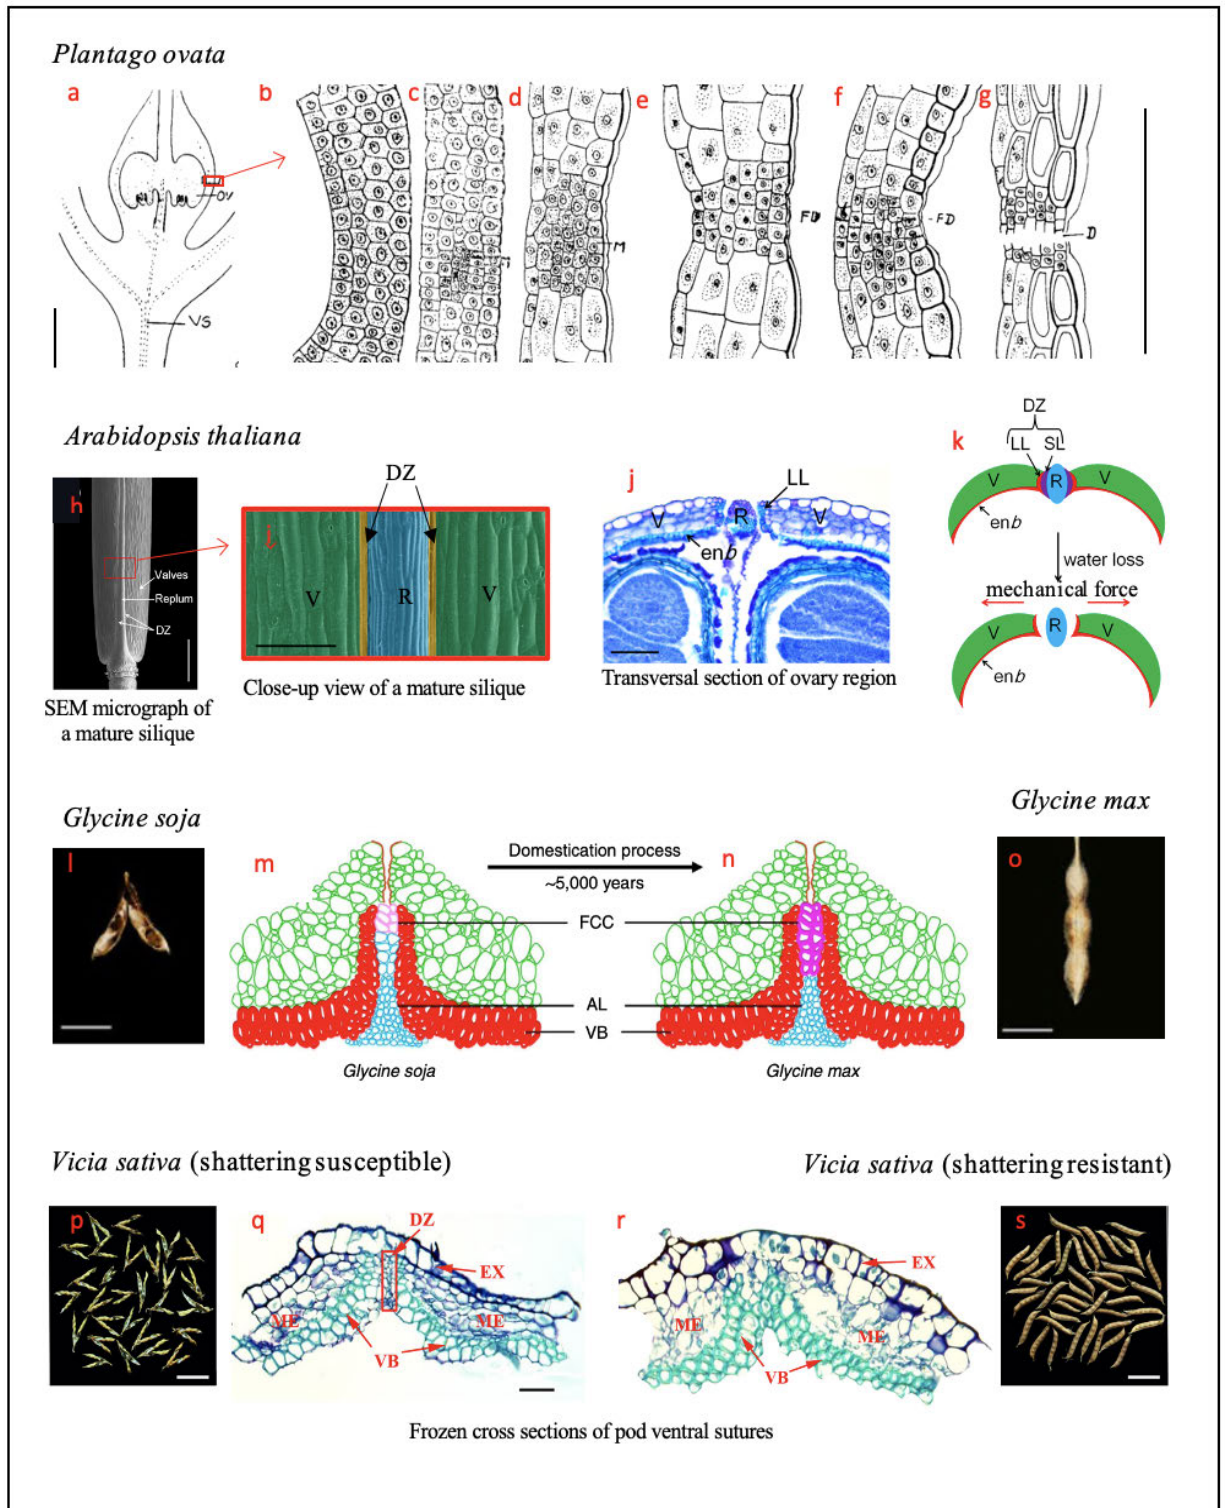 Plantago ovata
a
b
c
d
e
f
g
OV
VS
M
FD
FD
D
Arabidopsis thaliana
h
Valves
Replum
DZ
SEM micrograph of
a mature silique
DZ
i
V
R
V
Close-up view of a mature silique
j
LL
V
R
V
enb
Transversal section of ovary region
k
DZ
LL SL
V
R
V
enb
water loss
mechanical force
V
R
V
enb
Glycine soja
Glycine max
l
m
Domestication process
~5,000 years
n
o
FCC
AL
VB
Glycine soja
Glycine max
Vicia sativa (shattering susceptible)
Vicia sativa (shattering resistant)
p
q
DZ
EX
ME
ME
VB
r
EX
ME
ME
VB
s
Frozen cross sections of pod ventral sutures